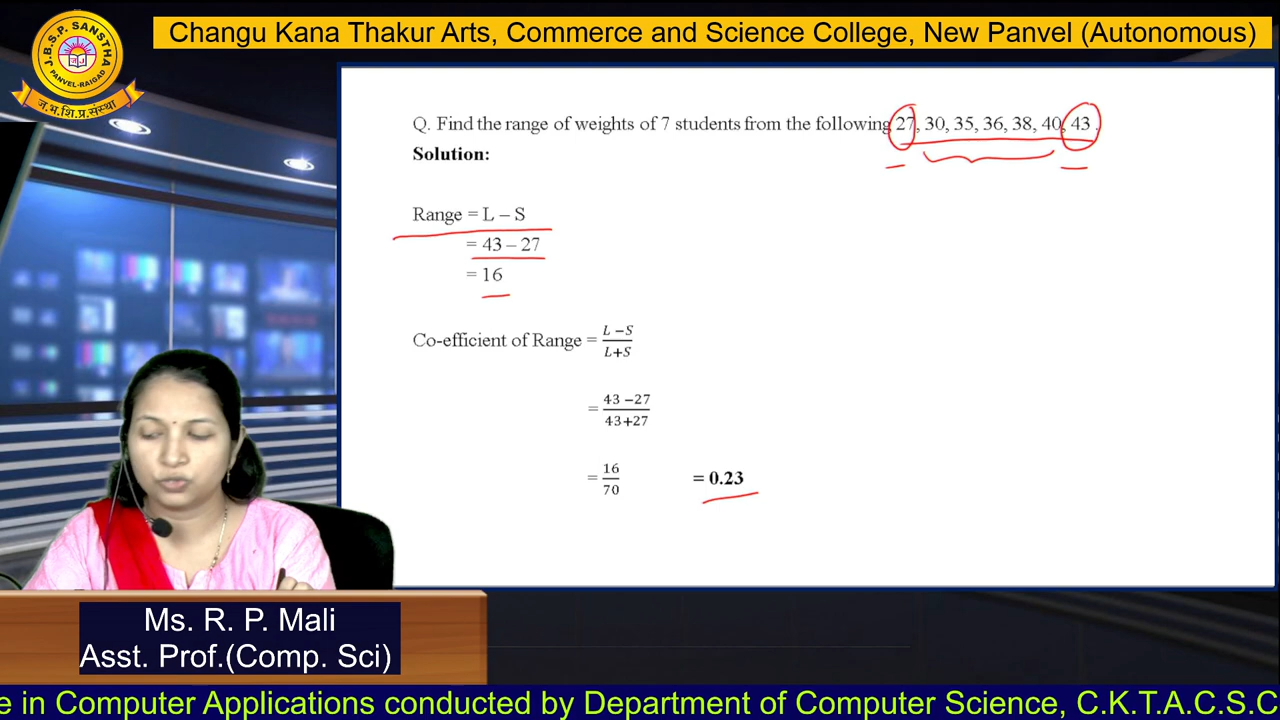 J.B.S.P. SANSTHA
PANVEL-RAIGAD
ज.भ.शि.प्र.संस्था
Changu Kana Thakur Arts, Commerce and Science College, New Panvel (Autonomous)
Q. Find the range of weights of 7 students from the following 27, 30, 35, 36, 38, 40, 43 .
Solution:
Range = L – S
= 43 – 27
= 16
Co-efficient of Range = L –S / L+S
= 43 –27 / 43+27
= 16 / 70 = 0.23
Ms. R. P. Mali
Asst. Prof.(Comp. Sci)
e in Computer Applications conducted by Department of Computer Science, C.K.T.A.C.S.C